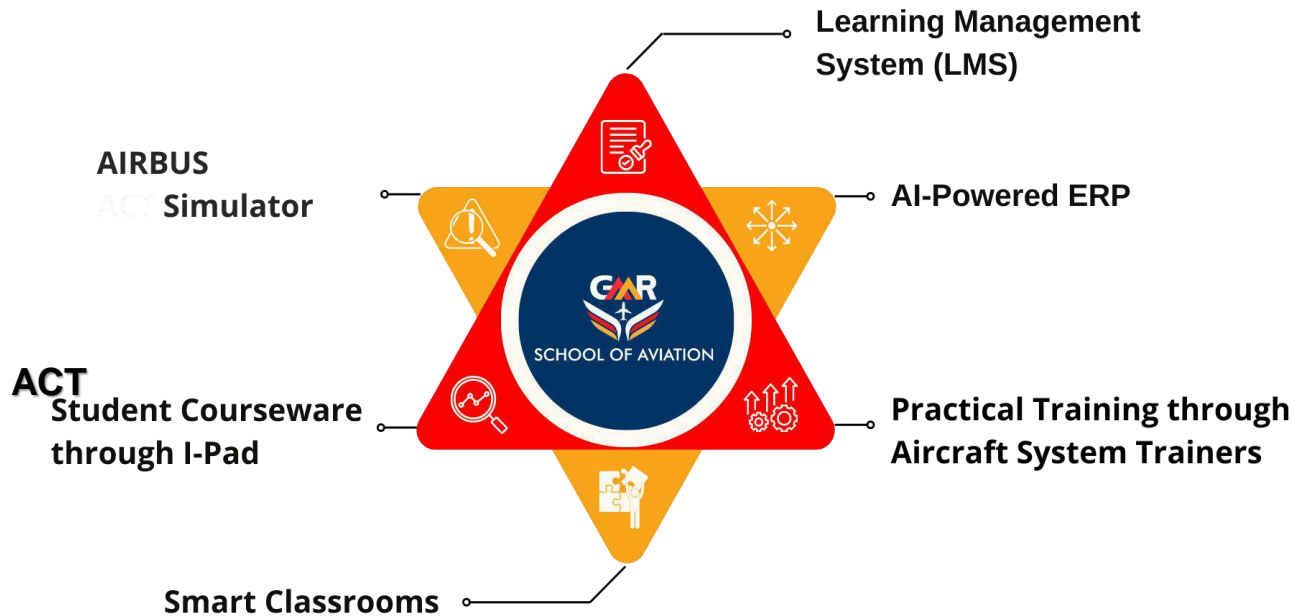 Learning Management
System (LMS)
AIRBUS
ACT Simulator
AI-Powered ERP
GMR
SCHOOL OF AVIATION
ACT
Student Courseware
through I-Pad
Practical Training through
Aircraft System Trainers
Smart Classrooms